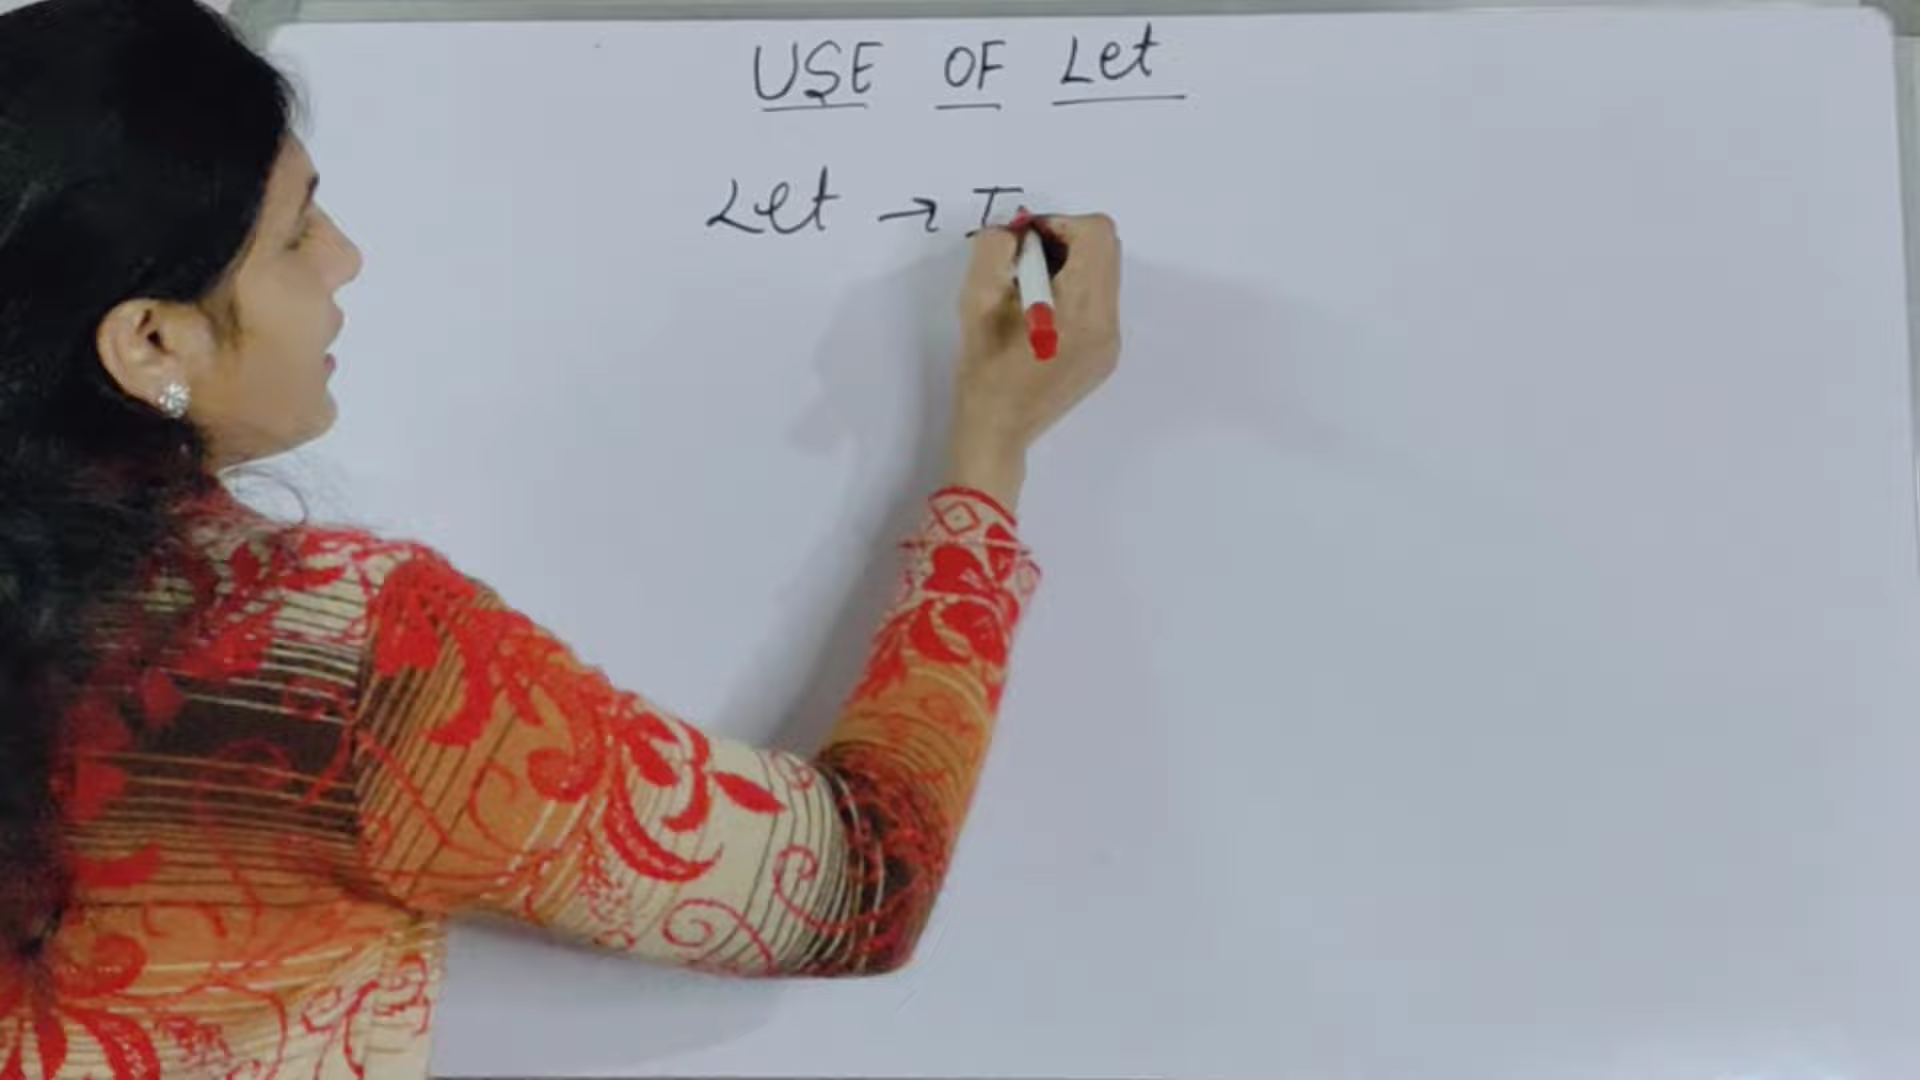 USE OF Let
Let → I